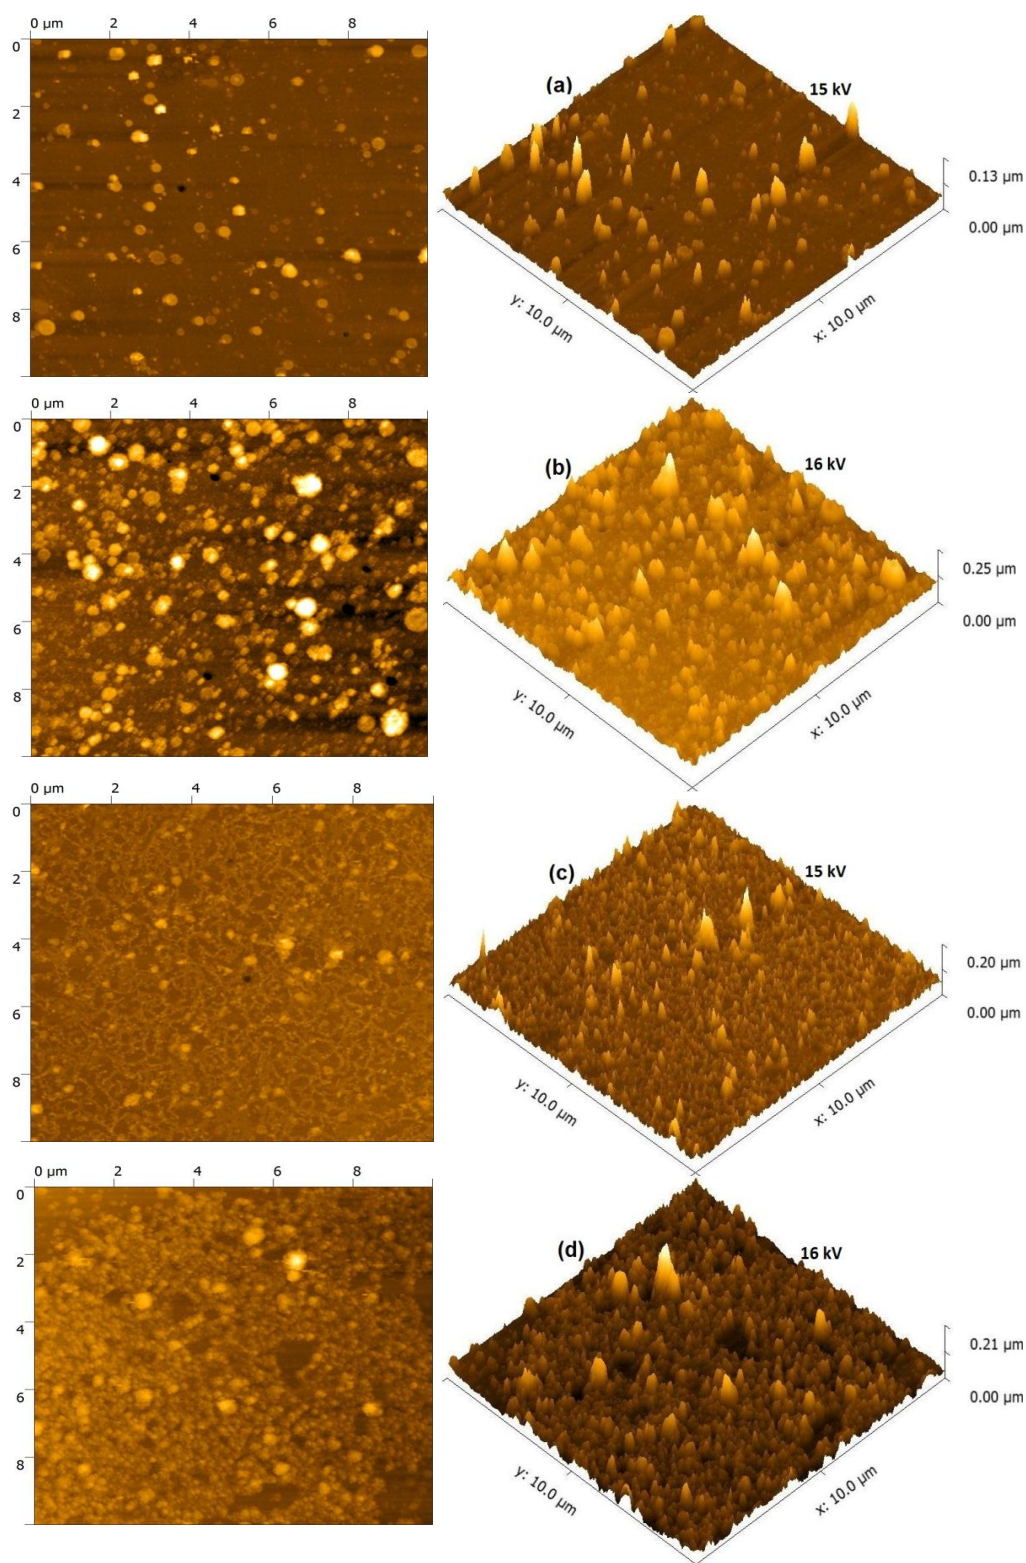 0 µm 2 4 6 8
0
2
4
6
8
(a)
15 kV
0.13 µm
0.00 µm
y: 10.0 µm
x: 10.0 µm
0 µm 2 4 6 8
0
2
4
6
8
(b)
16 kV
0.25 µm
0.00 µm
y: 10.0 µm
x: 10.0 µm
0 µm 2 4 6 8
0
2
4
6
8
(c)
15 kV
0.20 µm
0.00 µm
y: 10.0 µm
x: 10.0 µm
0 µm 2 4 6 8
0
2
4
6
8
(d)
16 kV
0.21 µm
0.00 µm
y: 10.0 µm
x: 10.0 µm